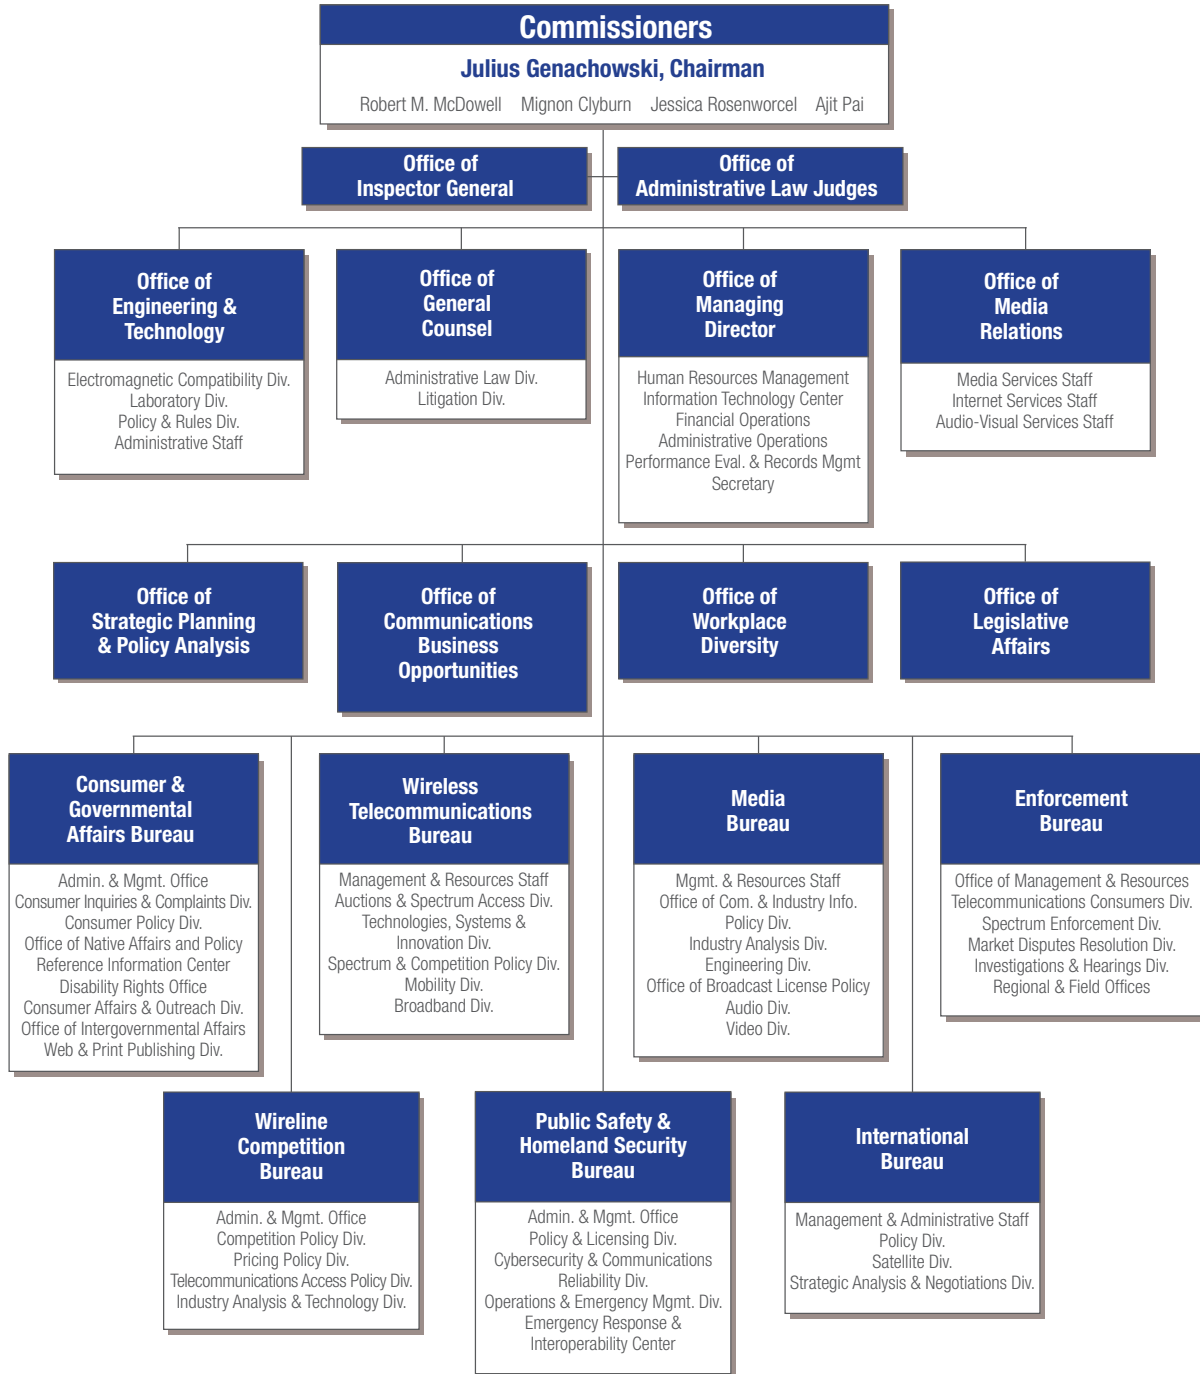 Commissioners
Julius Genachowski, Chairman
Robert M. McDowell Mignon Clyburn Jessica Rosenworcel Ajit Pai
Office of
Inspector General
Office of
Administrative Law Judges
Office of
Engineering &
Technology
Electromagnetic Compatibility Div.
Laboratory Div.
Policy & Rules Div.
Administrative Staff
Office of
General
Counsel
Administrative Law Div.
Litigation Div.
Office of
Managing
Director
Human Resources Management
Information Technology Center
Financial Operations
Administrative Operations
Performance Eval. & Records Mgmt
Secretary
Office of
Media
Relations
Media Services Staff
Internet Services Staff
Audio-Visual Services Staff
Office of
Strategic Planning
& Policy Analysis
Office of
Communications
Business
Opportunities
Office of
Workplace
Diversity
Office of
Legislative
Affairs
Consumer &
Governmental
Affairs Bureau
Admin. & Mgmt. Office
Consumer Inquiries & Complaints Div.
Consumer Policy Div.
Office of Native Affairs and Policy
Reference Information Center
Disability Rights Office
Consumer Affairs & Outreach Div.
Office of Intergovernmental Affairs
Web & Print Publishing Div.
Wireless
Telecommunications
Bureau
Management & Resources Staff
Auctions & Spectrum Access Div.
Technologies, Systems &
Innovation Div.
Spectrum & Competition Policy Div.
Mobility Div.
Broadband Div.
Media
Bureau
Mgmt. & Resources Staff
Office of Com. & Industry Info.
Policy Div.
Industry Analysis Div.
Engineering Div.
Office of Broadcast License Policy
Audio Div.
Video Div.
Enforcement
Bureau
Office of Management & Resources
Telecommunications Consumers Div.
Spectrum Enforcement Div.
Market Disputes Resolution Div.
Investigations & Hearings Div.
Regional & Field Offices
Wireline
Competition
Bureau
Admin. & Mgmt. Office
Competition Policy Div.
Pricing Policy Div.
Telecommunications Access Policy Div.
Industry Analysis & Technology Div.
Public Safety &
Homeland Security
Bureau
Admin. & Mgmt. Office
Policy & Licensing Div.
Cybersecurity & Communications
Reliability Div.
Operations & Emergency Mgmt. Div.
Emergency Response &
Interoperability Center
International
Bureau
Management & Administrative Staff
Policy Div.
Satellite Div.
Strategic Analysis & Negotiations Div.